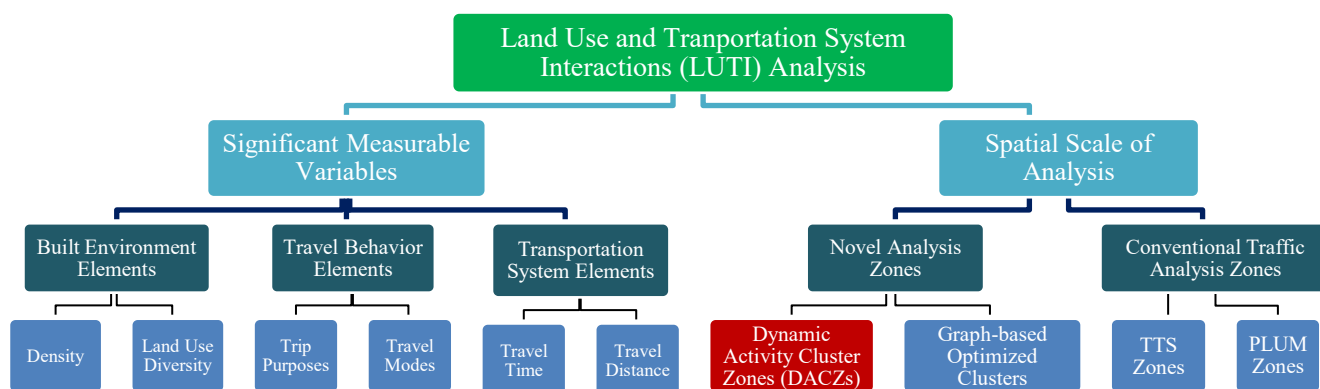 Land Use and Tranportation System
Interactions (LUTI) Analysis
Significant Measurable
Variables
Spatial Scale of
Analysis
Built Environment
Elements
Travel Behavior
Elements
Transportation
System Elements
Novel Analysis
Zones
Conventional Traffic
Analysis Zones
Density
Land Use
Diversity
Trip
Purposes
Travel
Modes
Travel
Time
Travel
Distance
Dynamic
Activity Cluster
Zones (DACZs)
Graph-based
Optimized
Clusters
TTS
Zones
PLUM
Zones